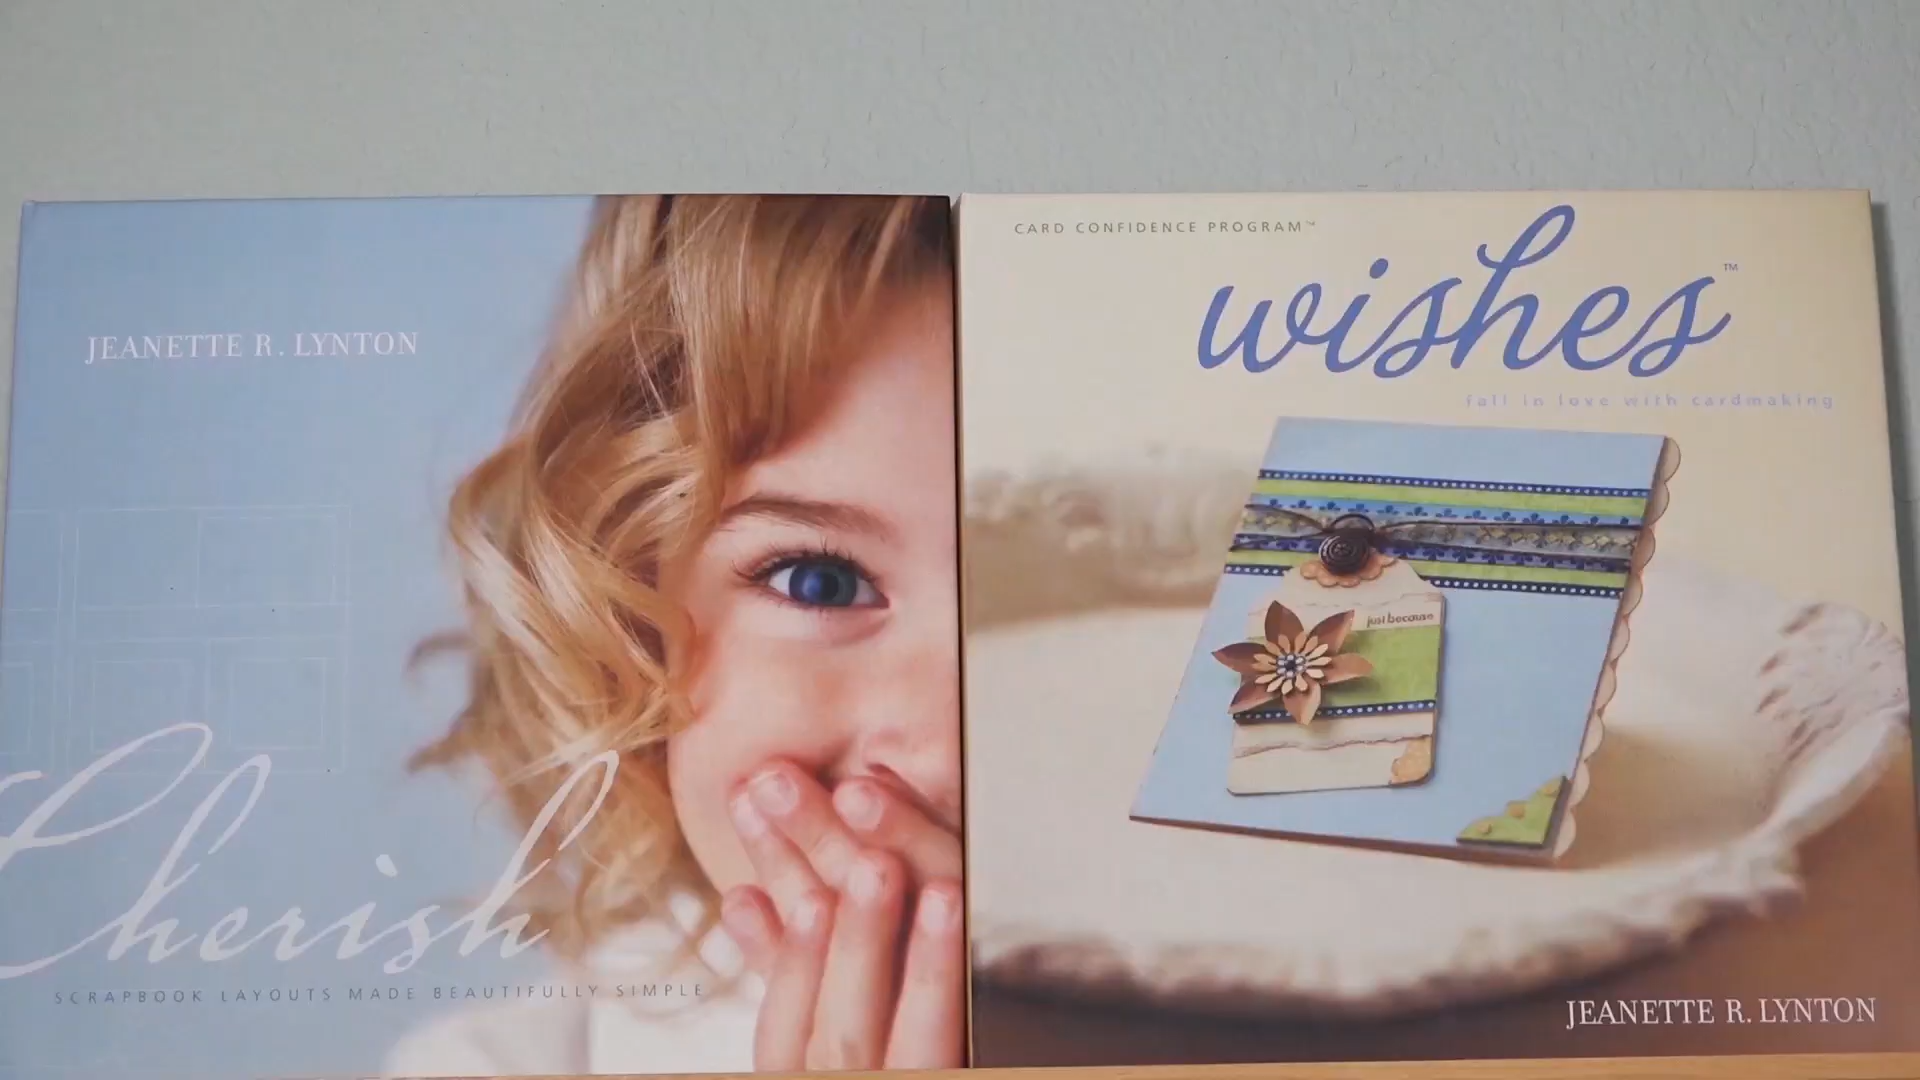 JEANETTE R. LYNTON
Cherish
SCRAPBOOK LAYOUTS MADE BEAUTIFULLY SIMPLE
CARD CONFIDENCE PROGRAM™
wishes™
fall in love with cardmaking
just because
JEANETTE R. LYNTON